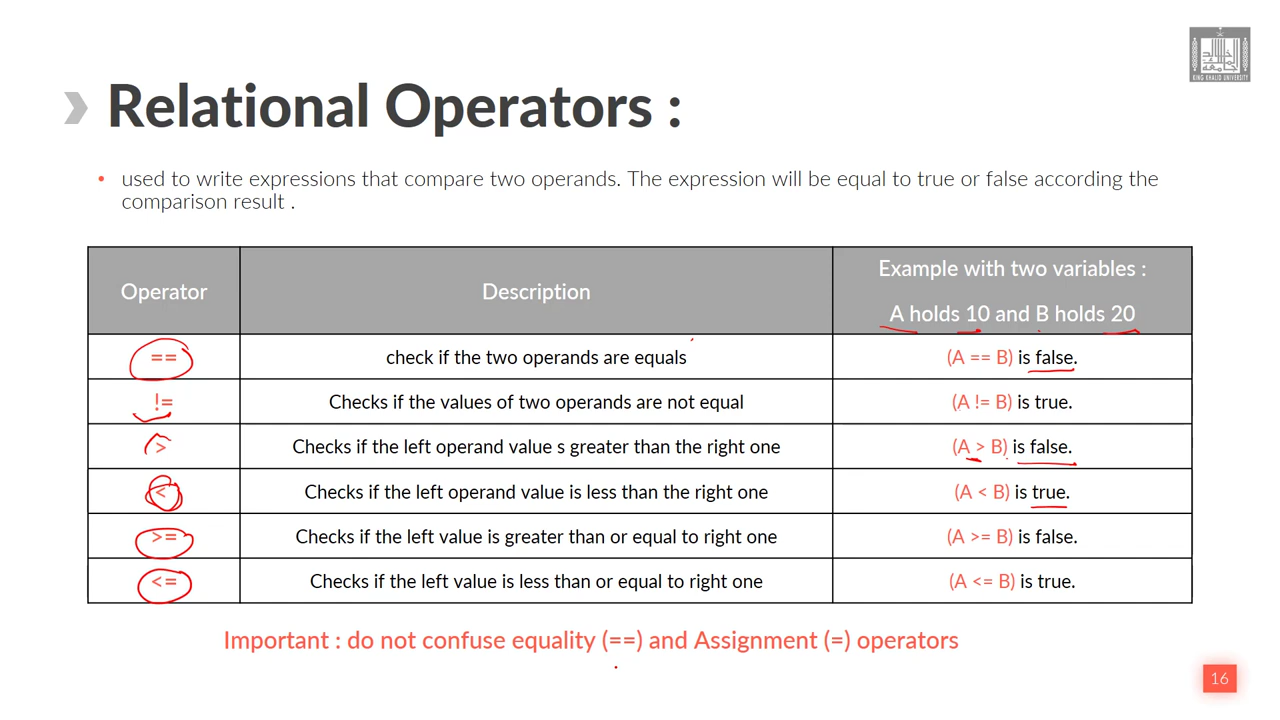 KING KHALID UNIVERSITY
Relational Operators :
• used to write expressions that compare two operands. The expression will be equal to true or false according the
comparison result .
Operator
Description
Example with two variables :
A holds 10 and B holds 20
==
check if the two operands are equals
(A == B) is false.
!=
Checks if the values of two operands are not equal
(A != B) is true.
>
Checks if the left operand value s greater than the right one
(A > B) is false.
<
Checks if the left operand value is less than the right one
(A < B) is true.
>=
Checks if the left value is greater than or equal to right one
(A >= B) is false.
<=
Checks if the left value is less than or equal to right one
(A <= B) is true.
Important : do not confuse equality (==) and Assignment (=) operators
16